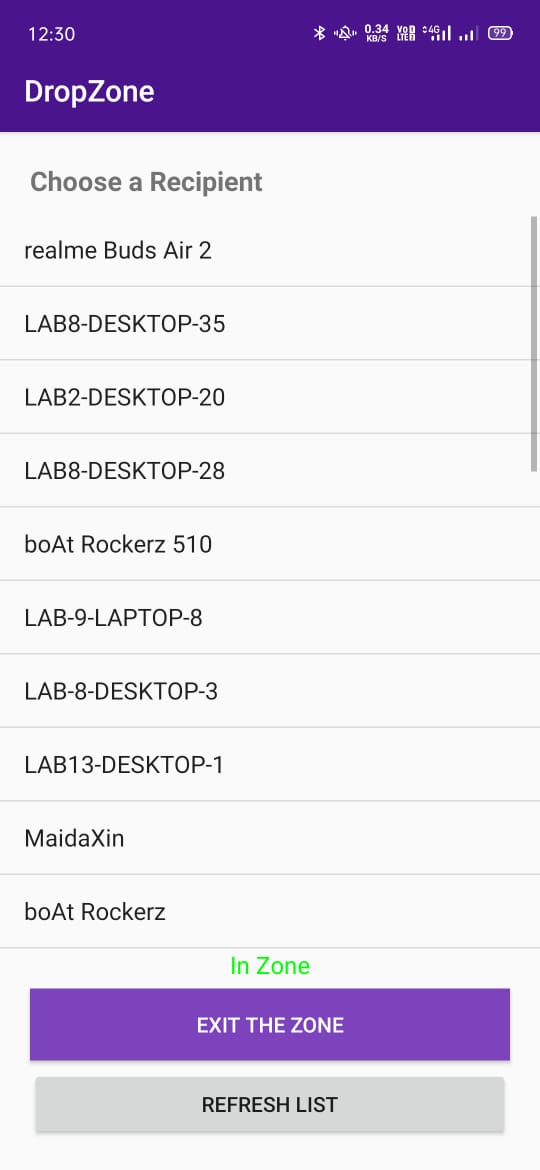 12:30 0.34 KB/S VoD LTE 2 4G 99
DropZone
Choose a Recipient
realme Buds Air 2
LAB8-DESKTOP-35
LAB2-DESKTOP-20
LAB8-DESKTOP-28
boAt Rockerz 510
LAB-9-LAPTOP-8
LAB-8-DESKTOP-3
LAB13-DESKTOP-1
MaidaXin
boAt Rockerz
In Zone
EXIT THE ZONE
REFRESH LIST